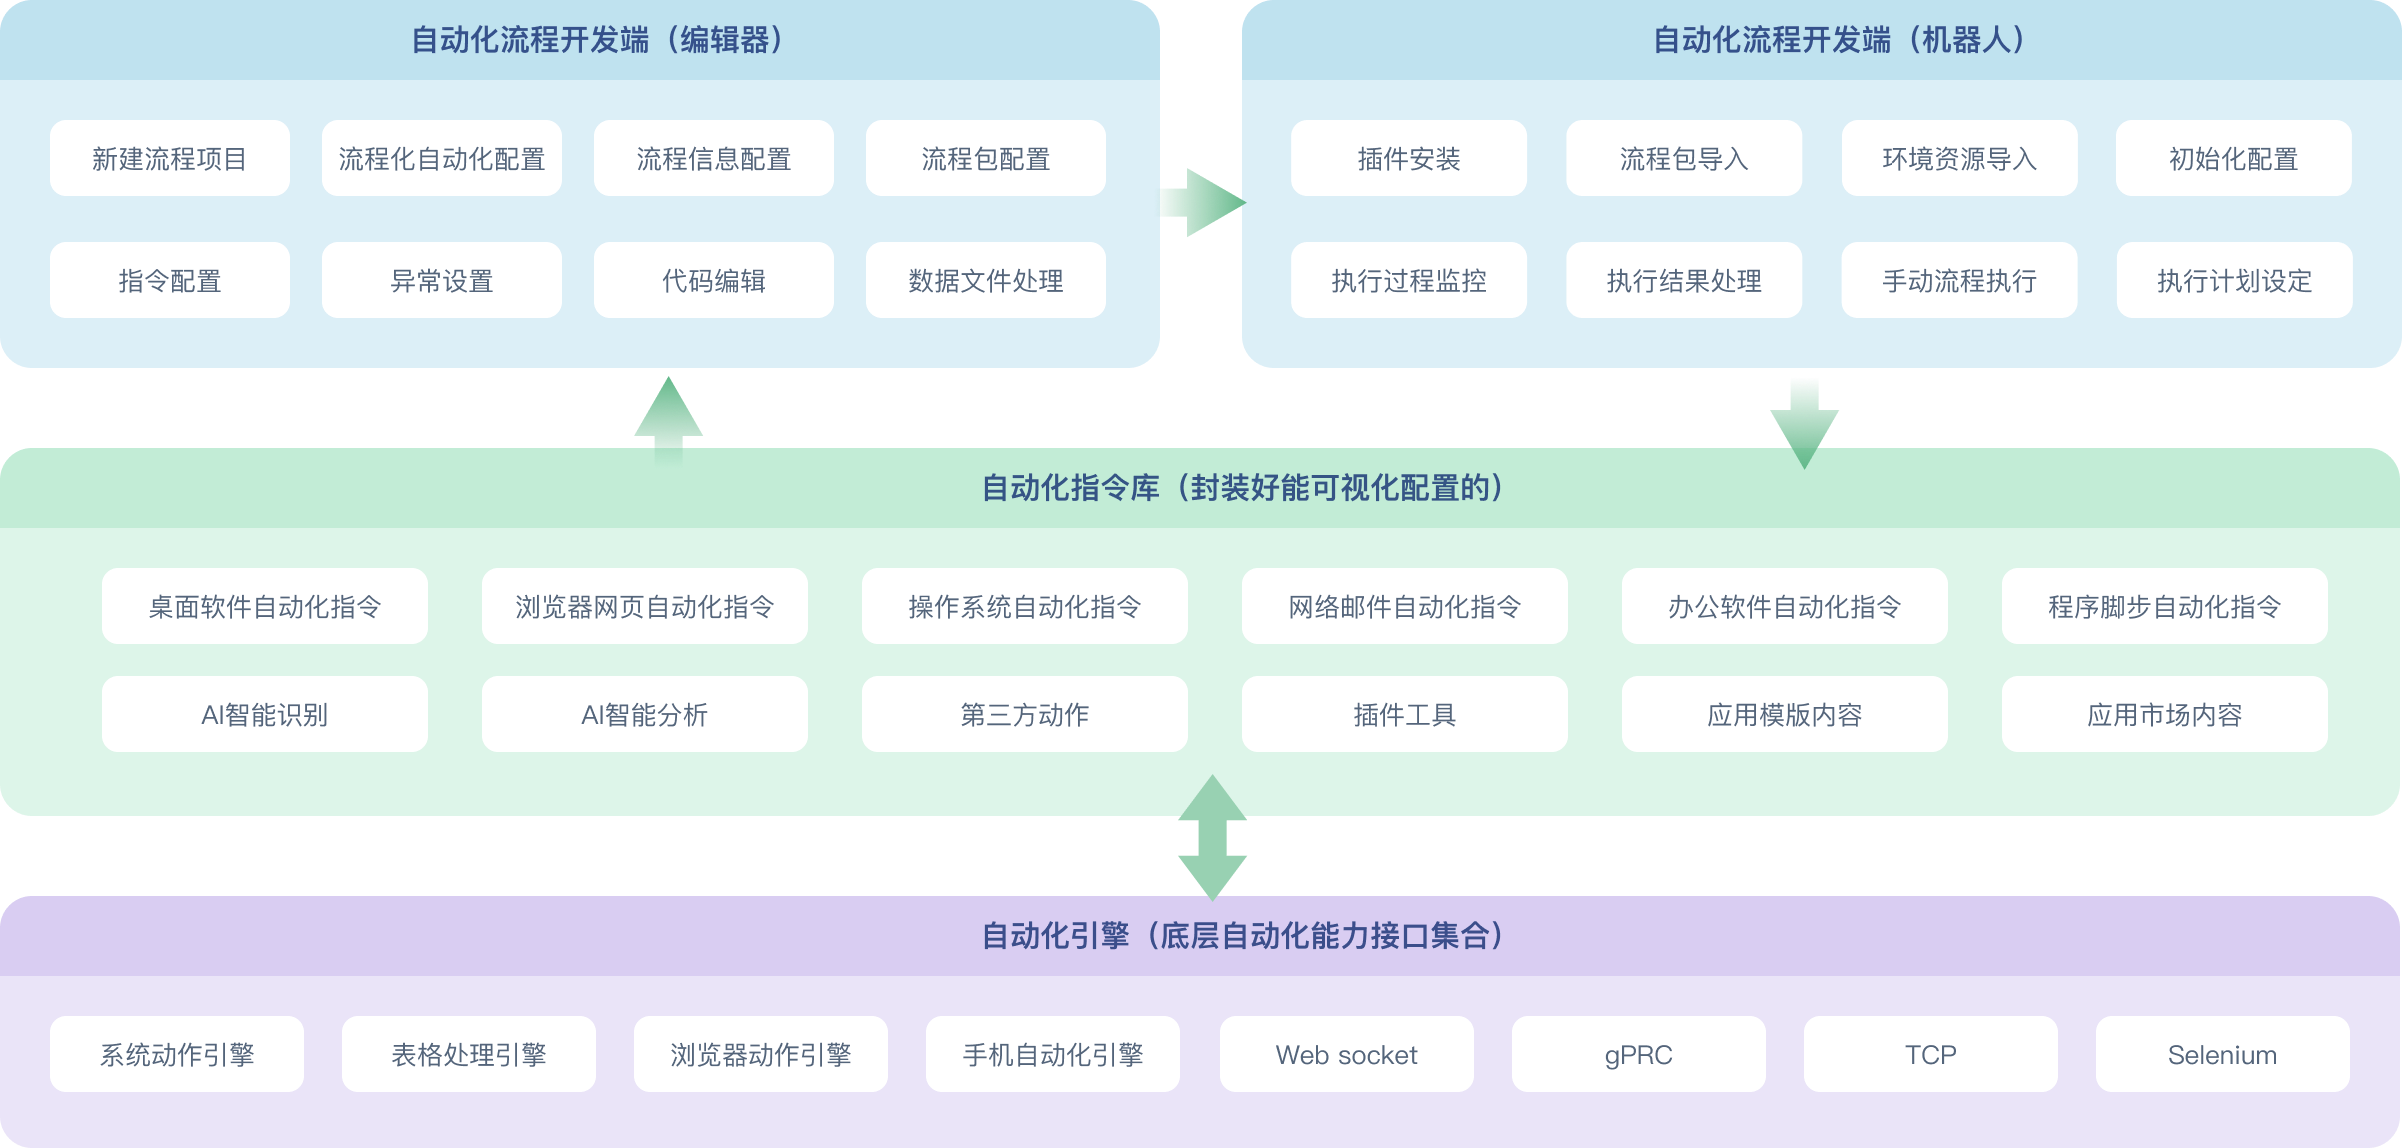 自动化流程开发端（编辑器）
新建流程项目
流程化自动化配置
流程信息配置
流程包配置
指令配置
异常设置
代码编辑
数据文件处理
自动化流程开发端（机器人）
插件安装
流程包导入
环境资源导入
初始化配置
执行过程监控
执行结果处理
手动流程执行
执行计划设定
自动化指令库（封装好能可视化配置的）
桌面软件自动化指令
浏览器网页自动化指令
操作系统自动化指令
网络邮件自动化指令
办公软件自动化指令
程序脚步自动化指令
AI智能识别
AI智能分析
第三方动作
插件工具
应用模版内容
应用市场内容
自动化引擎（底层自动化能力接口集合）
系统动作引擎
表格处理引擎
浏览器动作引擎
手机自动化引擎
Web socket
gPRC
TCP
Selenium